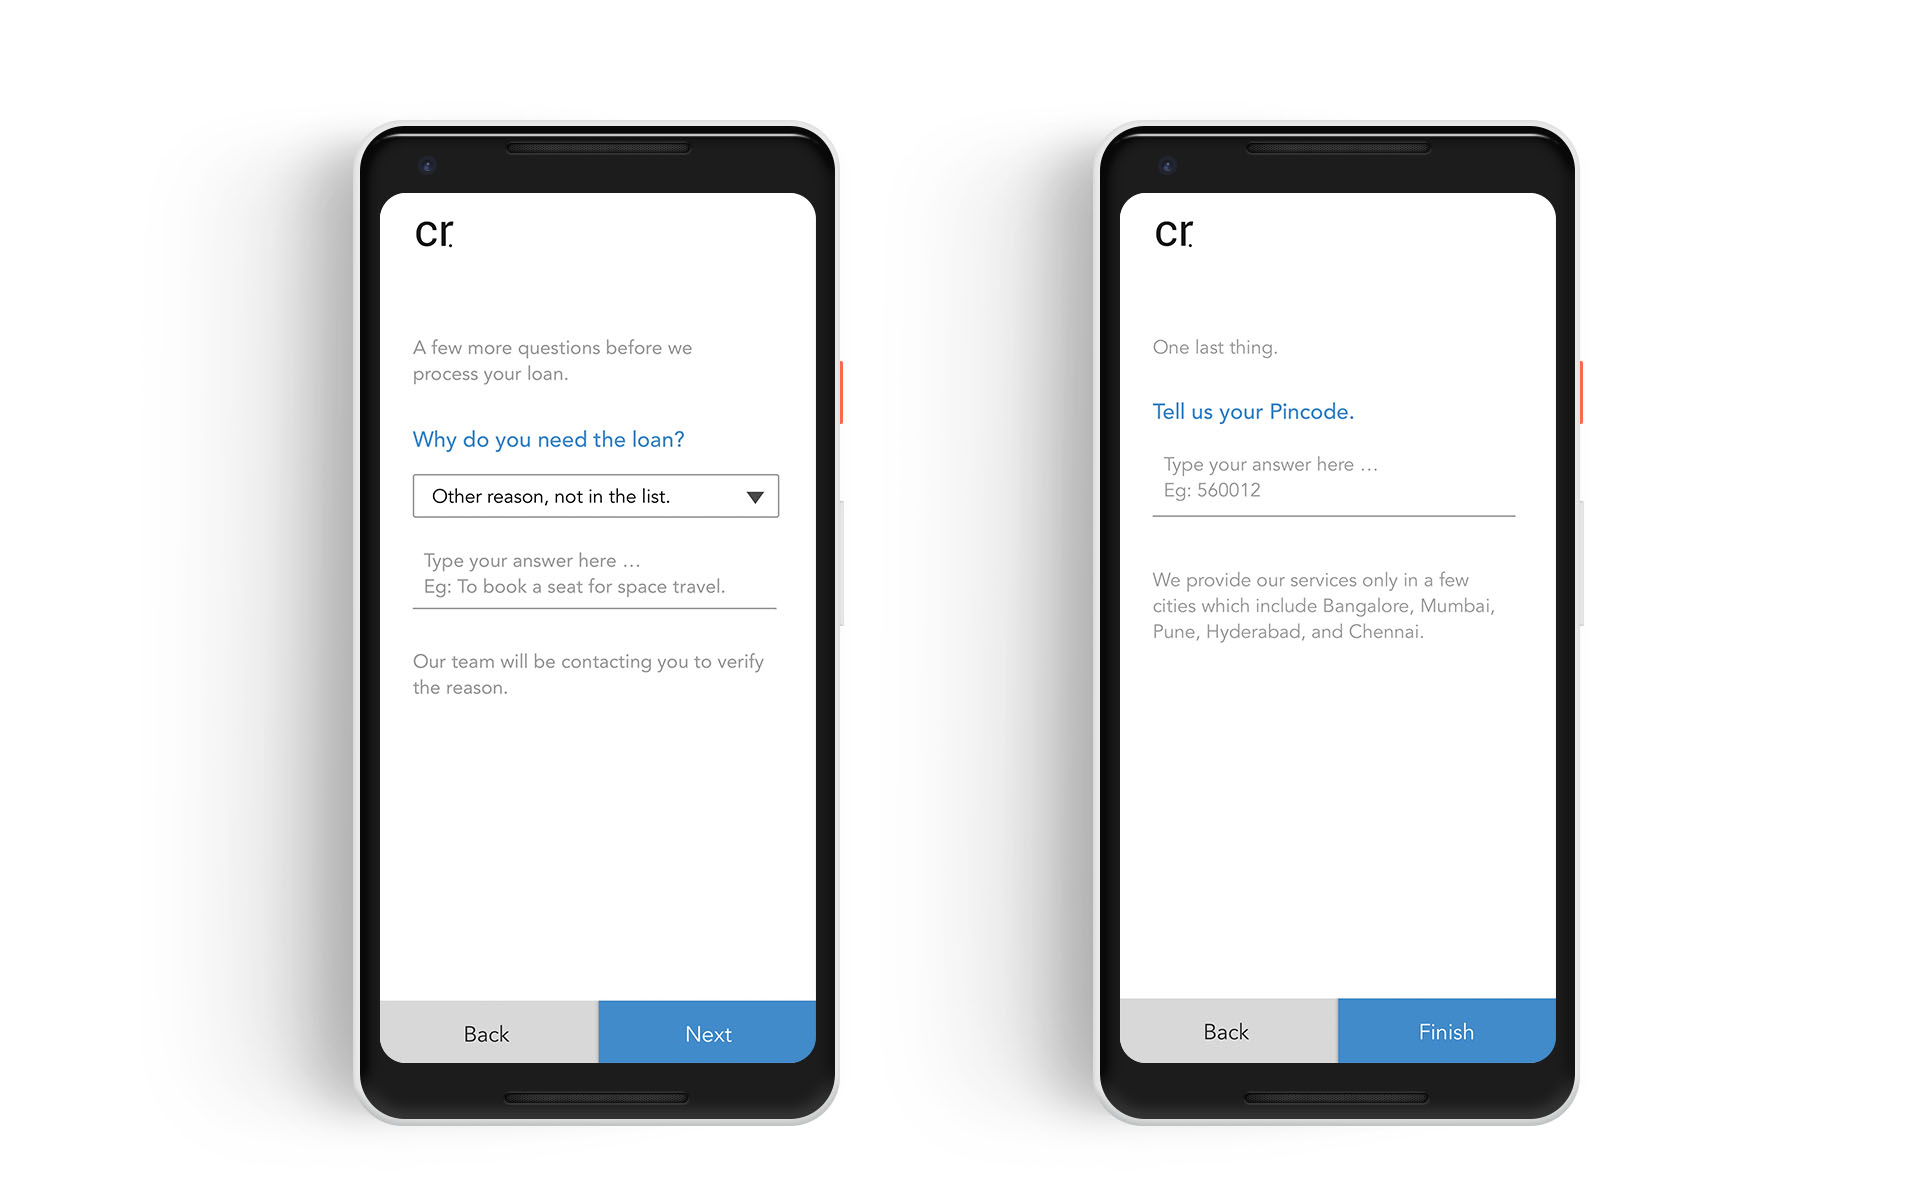 cr.
A few more questions before we
process your loan.
Why do you need the loan?
Other reason, not in the list.
Type your answer here ...
Eg: To book a seat for space travel.
Our team will be contacting you to verify
the reason.
Back
Next
cr.
One last thing.
Tell us your Pincode.
Type your answer here ...
Eg: 560012
We provide our services only in a few
cities which include Bangalore, Mumbai,
Pune, Hyderabad, and Chennai.
Back
Finish